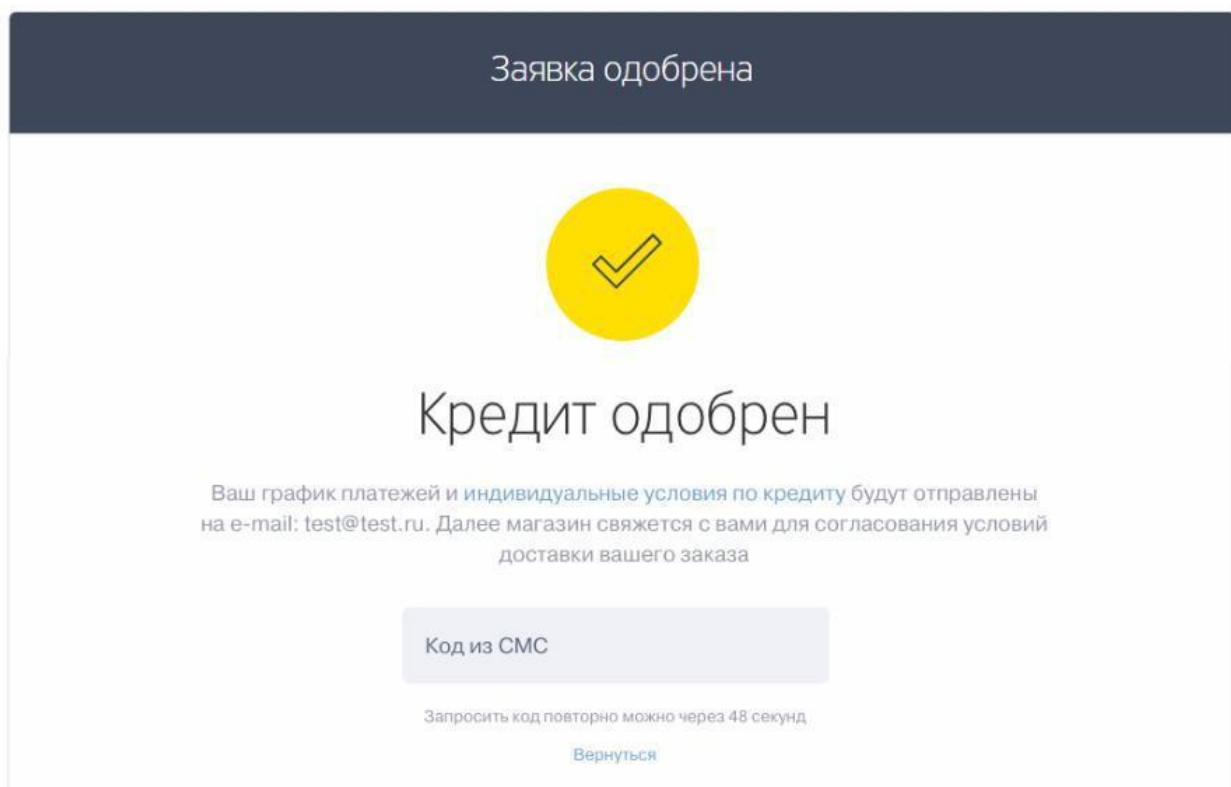 Заявка одобрена
Кредит одобрен
Ваш график платежей и индивидуальные условия по кредиту будут отправлены
на e-mail: test@test.ru. Далее магазин свяжется с вами для согласования условий
доставки вашего заказа
Код из СМС
Запросить код повторно можно через 48 секунд
Вернуться